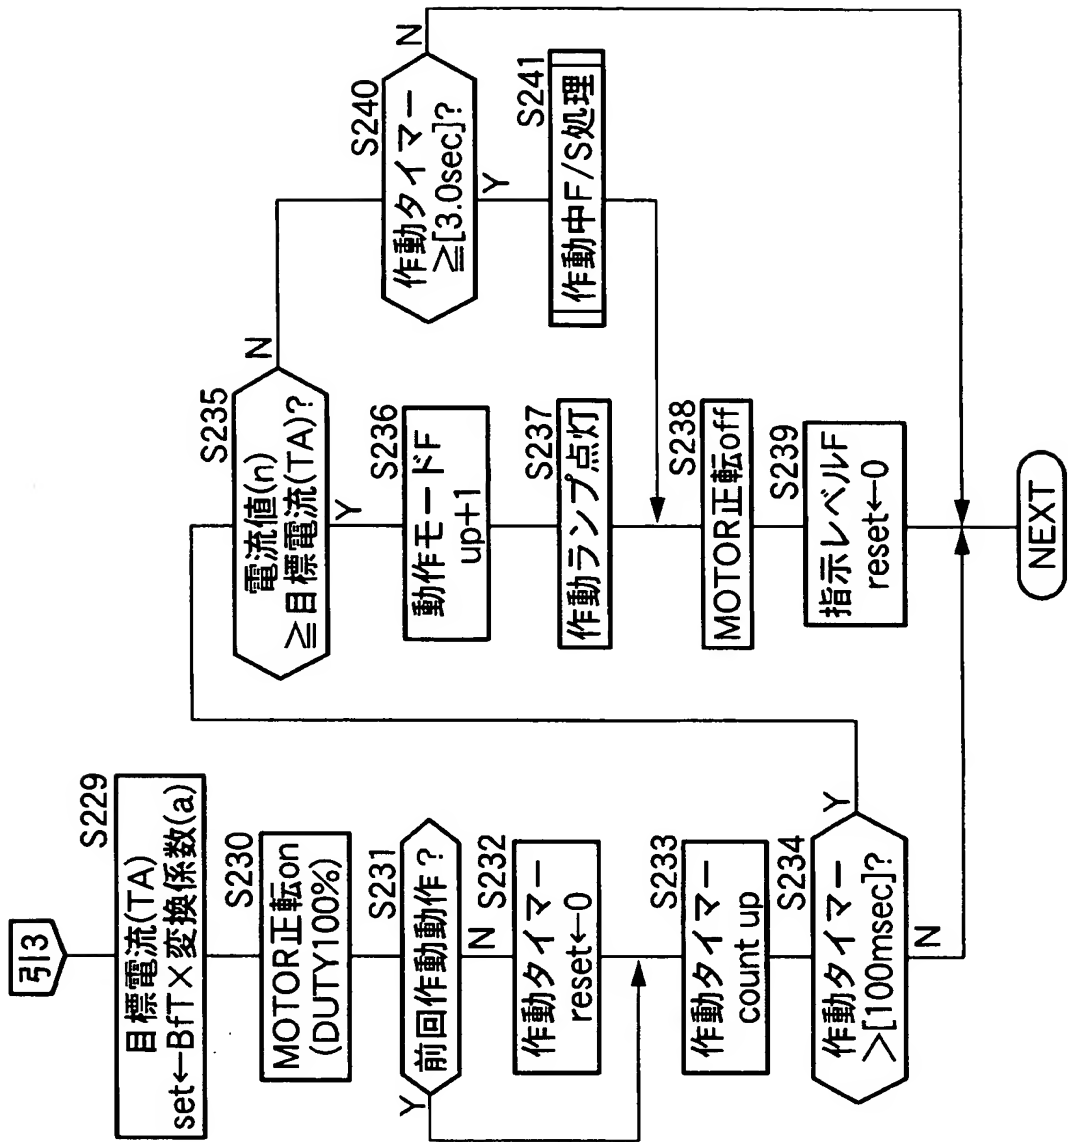 引3
S229
目標電流(TA)
set←BfT×変換係数(a)
S230
MOTOR正転on
(DUTY100%)
S231
前回作動動作?
Y
N
S232
作動タイマー
reset←0
S233
作動タイマー
count up
S234
作動タイマー
>[100msec]?
Y
N
S235
電流値(n)
≧目標電流(TA)?
N
Y
S236
動作モードF
up+1
S237
作動ランプ点灯
S238
MOTOR正転off
S239
指示レベルF
reset←0
S240
作動タイマー
≧[3.0sec]?
N
Y
S241
作動中F/S処理
NEXT